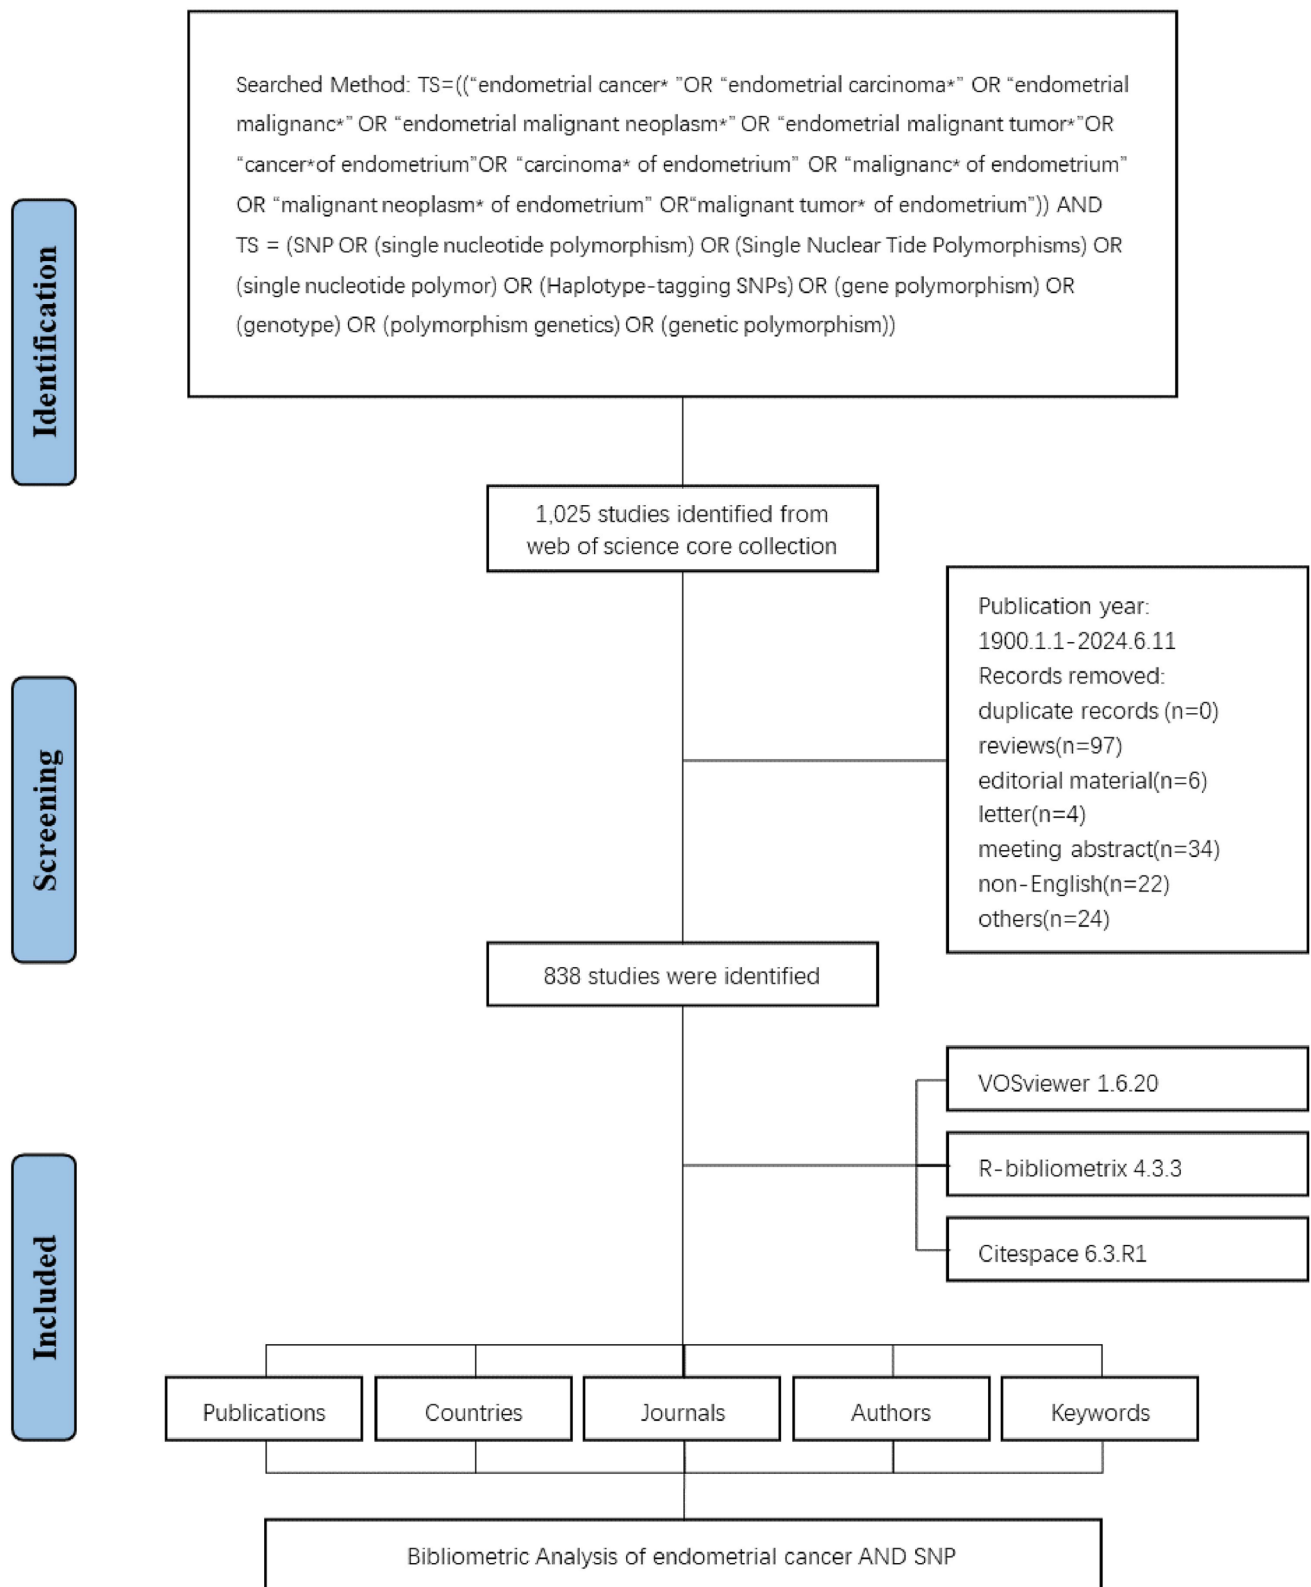 Searched Method: TS=((“endometrial cancer* ”OR “endometrial carcinoma*” OR “endometrial
malignanc*” OR “endometrial malignant neoplasm*” OR “endometrial malignant tumor*”OR
“cancer*of endometrium”OR “carcinoma* of endometrium” OR “malignanc* of endometrium”
OR “malignant neoplasm* of endometrium” OR“malignant tumor* of endometrium”)) AND
TS = (SNP OR (single nucleotide polymorphism) OR (Single Nuclear Tide Polymorphisms) OR
(single nucleotide polymor) OR (Haplotype-tagging SNPs) OR (gene polymorphism) OR
(genotype) OR (polymorphism genetics) OR (genetic polymorphism))
Identification
1,025 studies identified from
web of science core collection
Publication year:
1900.1.1-2024.6.11
Records removed:
duplicate records (n=0)
reviews(n=97)
editorial material(n=6)
letter(n=4)
meeting abstract(n=34)
non-English(n=22)
others(n=24)
Screening
838 studies were identified
VOSviewer 1.6.20
R-bibliometrix 4.3.3
Citespace 6.3.R1
Included
Publications
Countries
Journals
Authors
Keywords
Bibliometric Analysis of endometrial cancer AND SNP